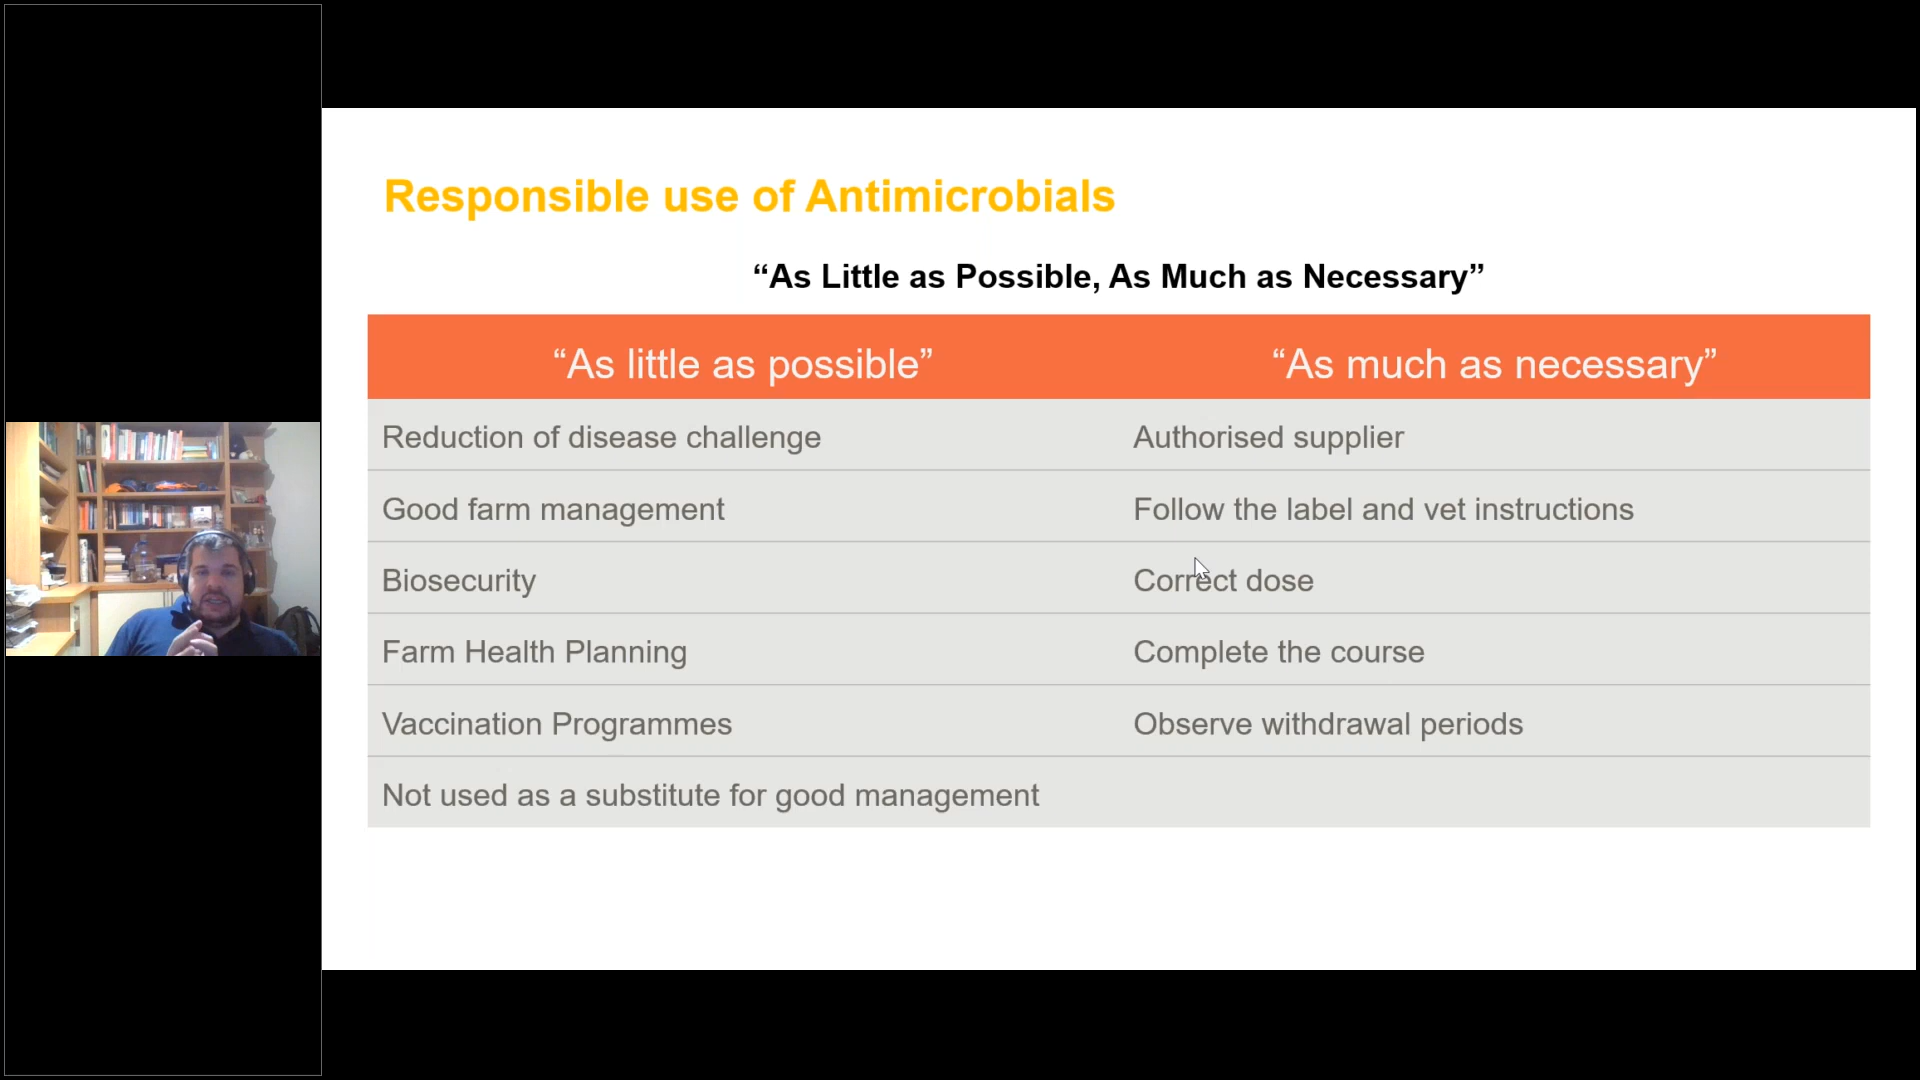 Responsible use of Antimicrobials
“As Little as Possible, As Much as Necessary”
“As little as possible” “As much as necessary”
Reduction of disease challenge Authorised supplier
Good farm management Follow the label and vet instructions
Biosecurity Correct dose
Farm Health Planning Complete the course
Vaccination Programmes Observe withdrawal periods
Not used as a substitute for good management